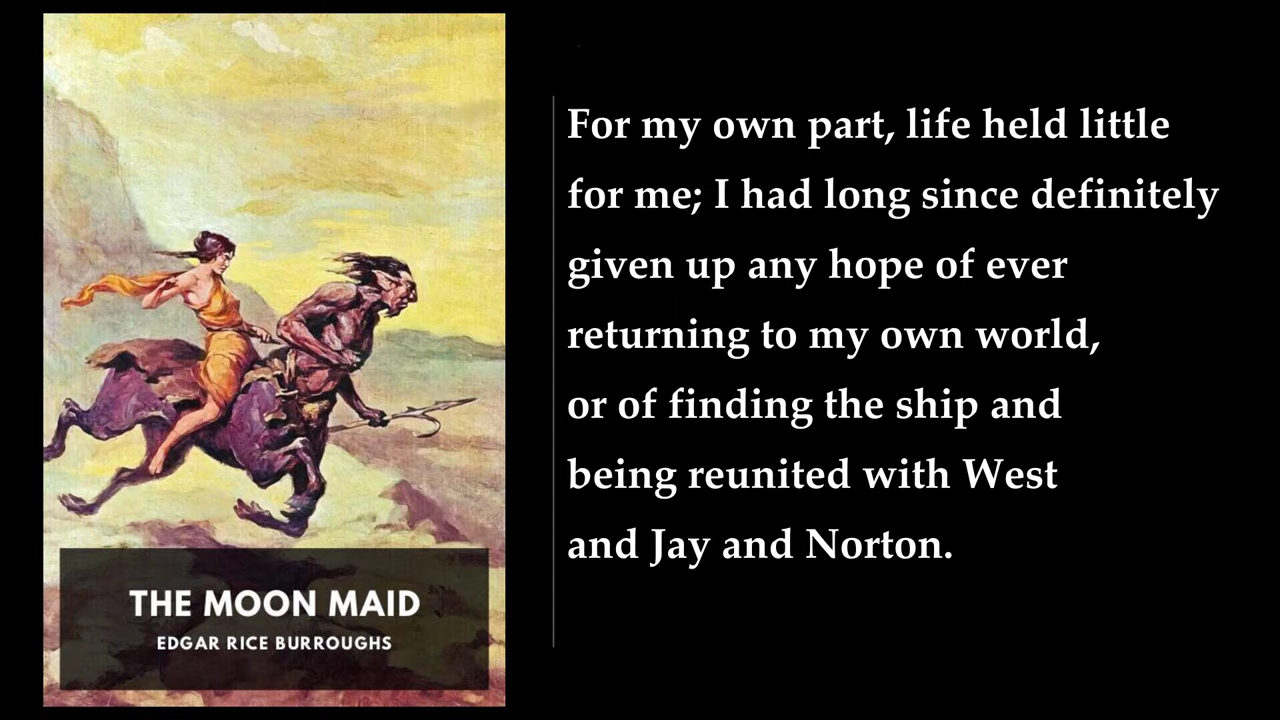 THE MOON MAID
EDGAR RICE BURROUGHS
For my own part, life held little
for me; I had long since definitely
given up any hope of ever
returning to my own world,
or of finding the ship and
being reunited with West
and Jay and Norton.